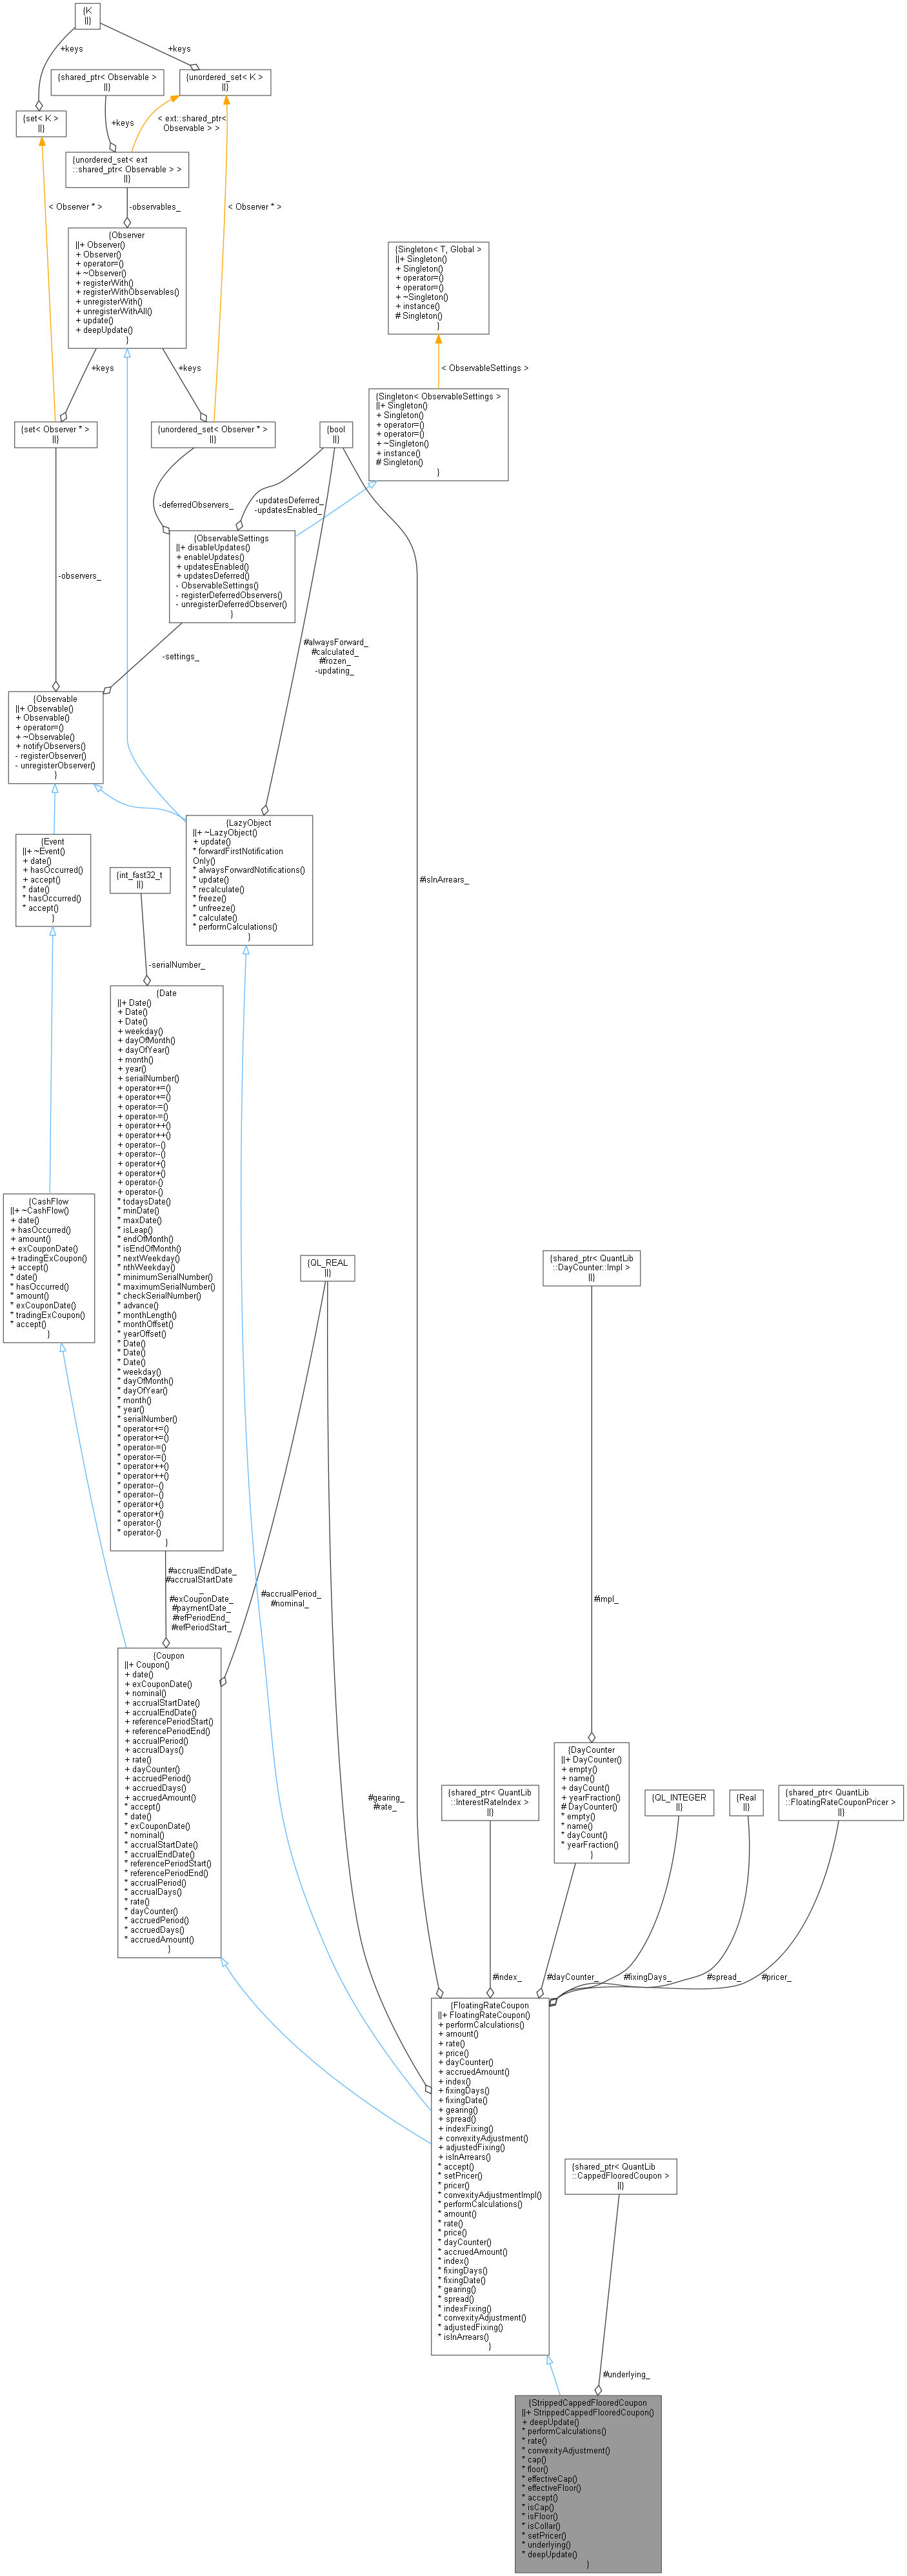 {K
||}
+keys
+keys
{shared_ptr< Observable >
||}
{unordered_set< K >
||}
{set< K >
||}
+keys
< ext::shared_ptr<
Observable > >
{unordered_set< ext
::shared_ptr< Observable > >
||}
< Observer * >
-observables_
< Observer * >
{Observer
||+ Observer()
+ Observer()
+ operator=()
+ ~Observer()
+ registerWith()
+ registerWithObservables()
+ unregisterWith()
+ unregisterWithAll()
+ update()
+ deepUpdate()
}
{Singleton< T, Global >
||+ Singleton()
+ Singleton()
+ operator=()
+ operator=()
+ ~Singleton()
+ instance()
# Singleton()
}
+keys
+keys
< ObservableSettings >
{Singleton< ObservableSettings >
||+ Singleton()
+ Singleton()
+ operator=()
+ operator=()
+ ~Singleton()
+ instance()
# Singleton()
}
{set< Observer * >
||}
{unordered_set< Observer * >
||}
{bool
||}
-deferredObservers_
-updatesDeferred_
-updatesEnabled_
{ObservableSettings
||+ disableUpdates()
+ enableUpdates()
+ updatesEnabled()
+ updatesDeferred()
- ObservableSettings()
- registerDeferredObservers()
- unregisterDeferredObserver()
}
-observers_
-settings_
#alwaysForward_
#calculated_
#frozen_
-updating_
{Observable
||+ Observable()
+ Observable()
+ operator=()
+ ~Observable()
+ notifyObservers()
- registerObserver()
- unregisterObserver()
}
{LazyObject
||+ ~LazyObject()
+ update()
* forwardFirstNotification
Only()
* alwaysForwardNotifications()
* update()
* recalculate()
* freeze()
* unfreeze()
* calculate()
* performCalculations()
}
{Event
||+ ~Event()
+ date()
+ hasOccurred()
+ accept()
* date()
* hasOccurred()
* accept()
}
{int_fast32_t
||}
#isInArrears_
-serialNumber_
{Date
||+ Date()
+ Date()
+ Date()
+ weekday()
+ dayOfMonth()
+ dayOfYear()
+ month()
+ year()
+ serialNumber()
+ operator+=()
+ operator+=()
+ operator-=()
+ operator-=()
+ operator++()
+ operator++()
+ operator--()
+ operator--()
+ operator+()
+ operator+()
+ operator-()
+ operator-()
* todaysDate()
* minDate()
* maxDate()
* isLeap()
* endOfMonth()
* isEndOfMonth()
* nextWeekday()
* nthWeekday()
* minimumSerialNumber()
* maximumSerialNumber()
* checkSerialNumber()
* advance()
* monthLength()
* monthOffset()
* yearOffset()
* Date()
* Date()
* Date()
* weekday()
* dayOfMonth()
* dayOfYear()
* month()
* year()
* serialNumber()
* operator+=()
* operator+=()
* operator-=()
* operator-=()
* operator++()
* operator++()
* operator--()
* operator--()
* operator+()
* operator+()
* operator-()
* operator-()
}
{CashFlow
||+ ~CashFlow()
+ date()
+ hasOccurred()
+ amount()
+ exCouponDate()
+ tradingExCoupon()
+ accept()
* date()
* hasOccurred()
* amount()
* exCouponDate()
* tradingExCoupon()
* accept()
}
{QL_REAL
||}
{shared_ptr< QuantLib
::DayCounter::Impl >
||}
#accrualEndDate_
#accrualStartDate
_
#exCouponDate_
#paymentDate_
#refPeriodEnd_
#refPeriodStart_
#accrualPeriod_
#nominal_
#impl_
{Coupon
||+ Coupon()
+ date()
+ exCouponDate()
+ nominal()
+ accrualStartDate()
+ accrualEndDate()
+ referencePeriodStart()
+ referencePeriodEnd()
+ accrualPeriod()
+ accrualDays()
+ rate()
+ dayCounter()
+ accruedPeriod()
+ accruedDays()
+ accruedAmount()
* accept()
* date()
* exCouponDate()
* nominal()
* accrualStartDate()
* accrualEndDate()
* referencePeriodStart()
* referencePeriodEnd()
* accrualPeriod()
* accrualDays()
* rate()
* dayCounter()
* accruedPeriod()
* accruedDays()
* accruedAmount()
}
#gearing_
#rate_
{shared_ptr< QuantLib
::InterestRateIndex >
||}
{DayCounter
||+ DayCounter()
+ empty()
+ name()
+ dayCount()
+ yearFraction()
# DayCounter()
* empty()
* name()
* dayCount()
* yearFraction()
}
{QL_INTEGER
||}
{Real
||}
{shared_ptr< QuantLib
::FloatingRateCouponPricer >
||}
#index_
#dayCounter_
#fixingDays_
#spread_
#pricer_
{FloatingRateCoupon
||+ FloatingRateCoupon()
+ performCalculations()
+ amount()
+ rate()
+ price()
+ dayCounter()
+ accruedAmount()
+ index()
+ fixingDays()
+ fixingDate()
+ gearing()
+ spread()
+ indexFixing()
+ convexityAdjustment()
+ adjustedFixing()
+ isInArrears()
* accept()
* setPricer()
* pricer()
* convexityAdjustmentImpl()
* performCalculations()
* amount()
* rate()
* price()
* dayCounter()
* accruedAmount()
* index()
* fixingDays()
* fixingDate()
* gearing()
* spread()
* indexFixing()
* convexityAdjustment()
* adjustedFixing()
* isInArrears()
}
{shared_ptr< QuantLib
::CappedFlooredCoupon >
||}
#underlying_
{StrippedCappedFlooredCoupon
||+ StrippedCappedFlooredCoupon()
+ deepUpdate()
* performCalculations()
* rate()
* convexityAdjustment()
* cap()
* floor()
* effectiveCap()
* effectiveFloor()
* accept()
* isCap()
* isFloor()
* isCollar()
* setPricer()
* underlying()
* deepUpdate()
}